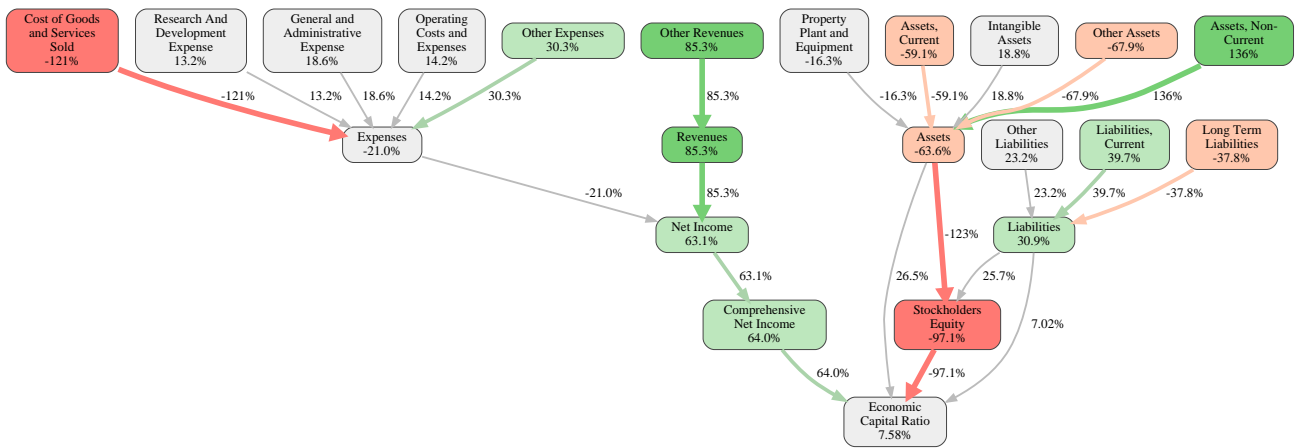 Cost of Goods
and Services
Sold
-121%
Research And
Development
Expense
13.2%
General and
Administrative
Expense
18.6%
Operating
Costs and
Expenses
14.2%
Other Expenses
30.3%
Other Revenues
85.3%
Property
Plant and
Equipment
-16.3%
Assets,
Current
-59.1%
Intangible
Assets
18.8%
Other Assets
-67.9%
Assets, Non-
Current
136%
-121%
13.2%
18.6%
14.2%
30.3%
85.3%
-16.3%
-59.1%
18.8%
-67.9%
136%
Expenses
-21.0%
Revenues
85.3%
Assets
-63.6%
Other
Liabilities
23.2%
Liabilities,
Current
39.7%
Long Term
Liabilities
-37.8%
-21.0%
85.3%
23.2%
39.7%
-37.8%
Net Income
63.1%
-123%
Liabilities
30.9%
63.1%
26.5%
25.7%
Comprehensive
Net Income
64.0%
Stockholders
Equity
-97.1%
7.02%
64.0%
-97.1%
Economic
Capital Ratio
7.58%